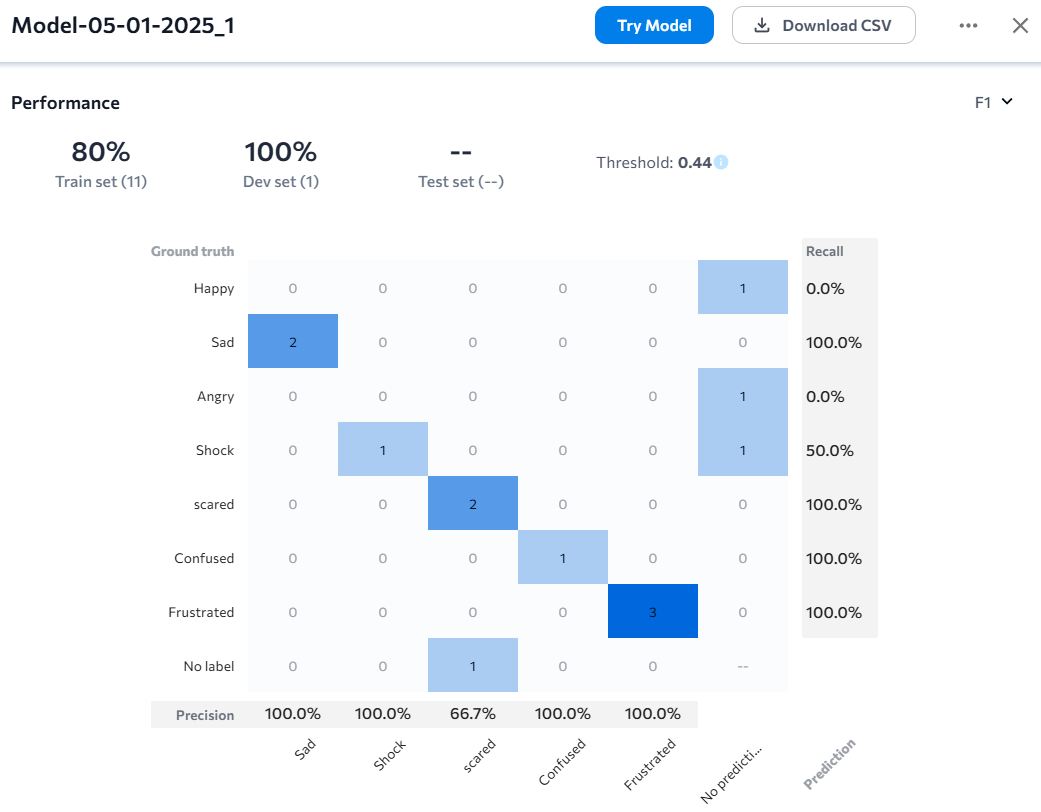 Model-05-01-2025_1 Try Model Download CSV
Performance F1
80% 100% --
Train set (11) Dev set (1) Test set (--) Threshold: 0.44
Ground truth Recall
Happy 0 0 0 0 0 1 0.0%
Sad 2 0 0 0 0 0 100.0%
Angry 0 0 0 0 0 1 0.0%
Shock 0 1 0 0 0 1 50.0%
scared 0 0 2 0 0 0 100.0%
Confused 0 0 0 1 0 0 100.0%
Frustrated 0 0 0 0 3 0 100.0%
No label 0 0 1 0 0 --
Precision 100.0% 100.0% 66.7% 100.0% 100.0%
Sad Shock scared Confused Frustrated No predicti... Prediction